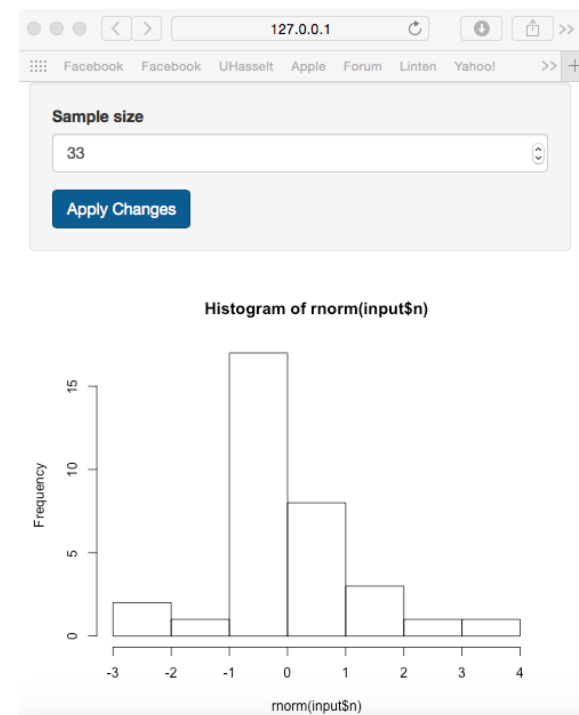 127.0.0.1
Facebook Facebook UHasselt Apple Forum Linten Yahoo! >> +
Sample size
33
Apply Changes
Histogram of rnorm(input$n)
Frequency
15
10
5
0
-3 -2 -1 0 1 2 3 4
rnorm(input$n)